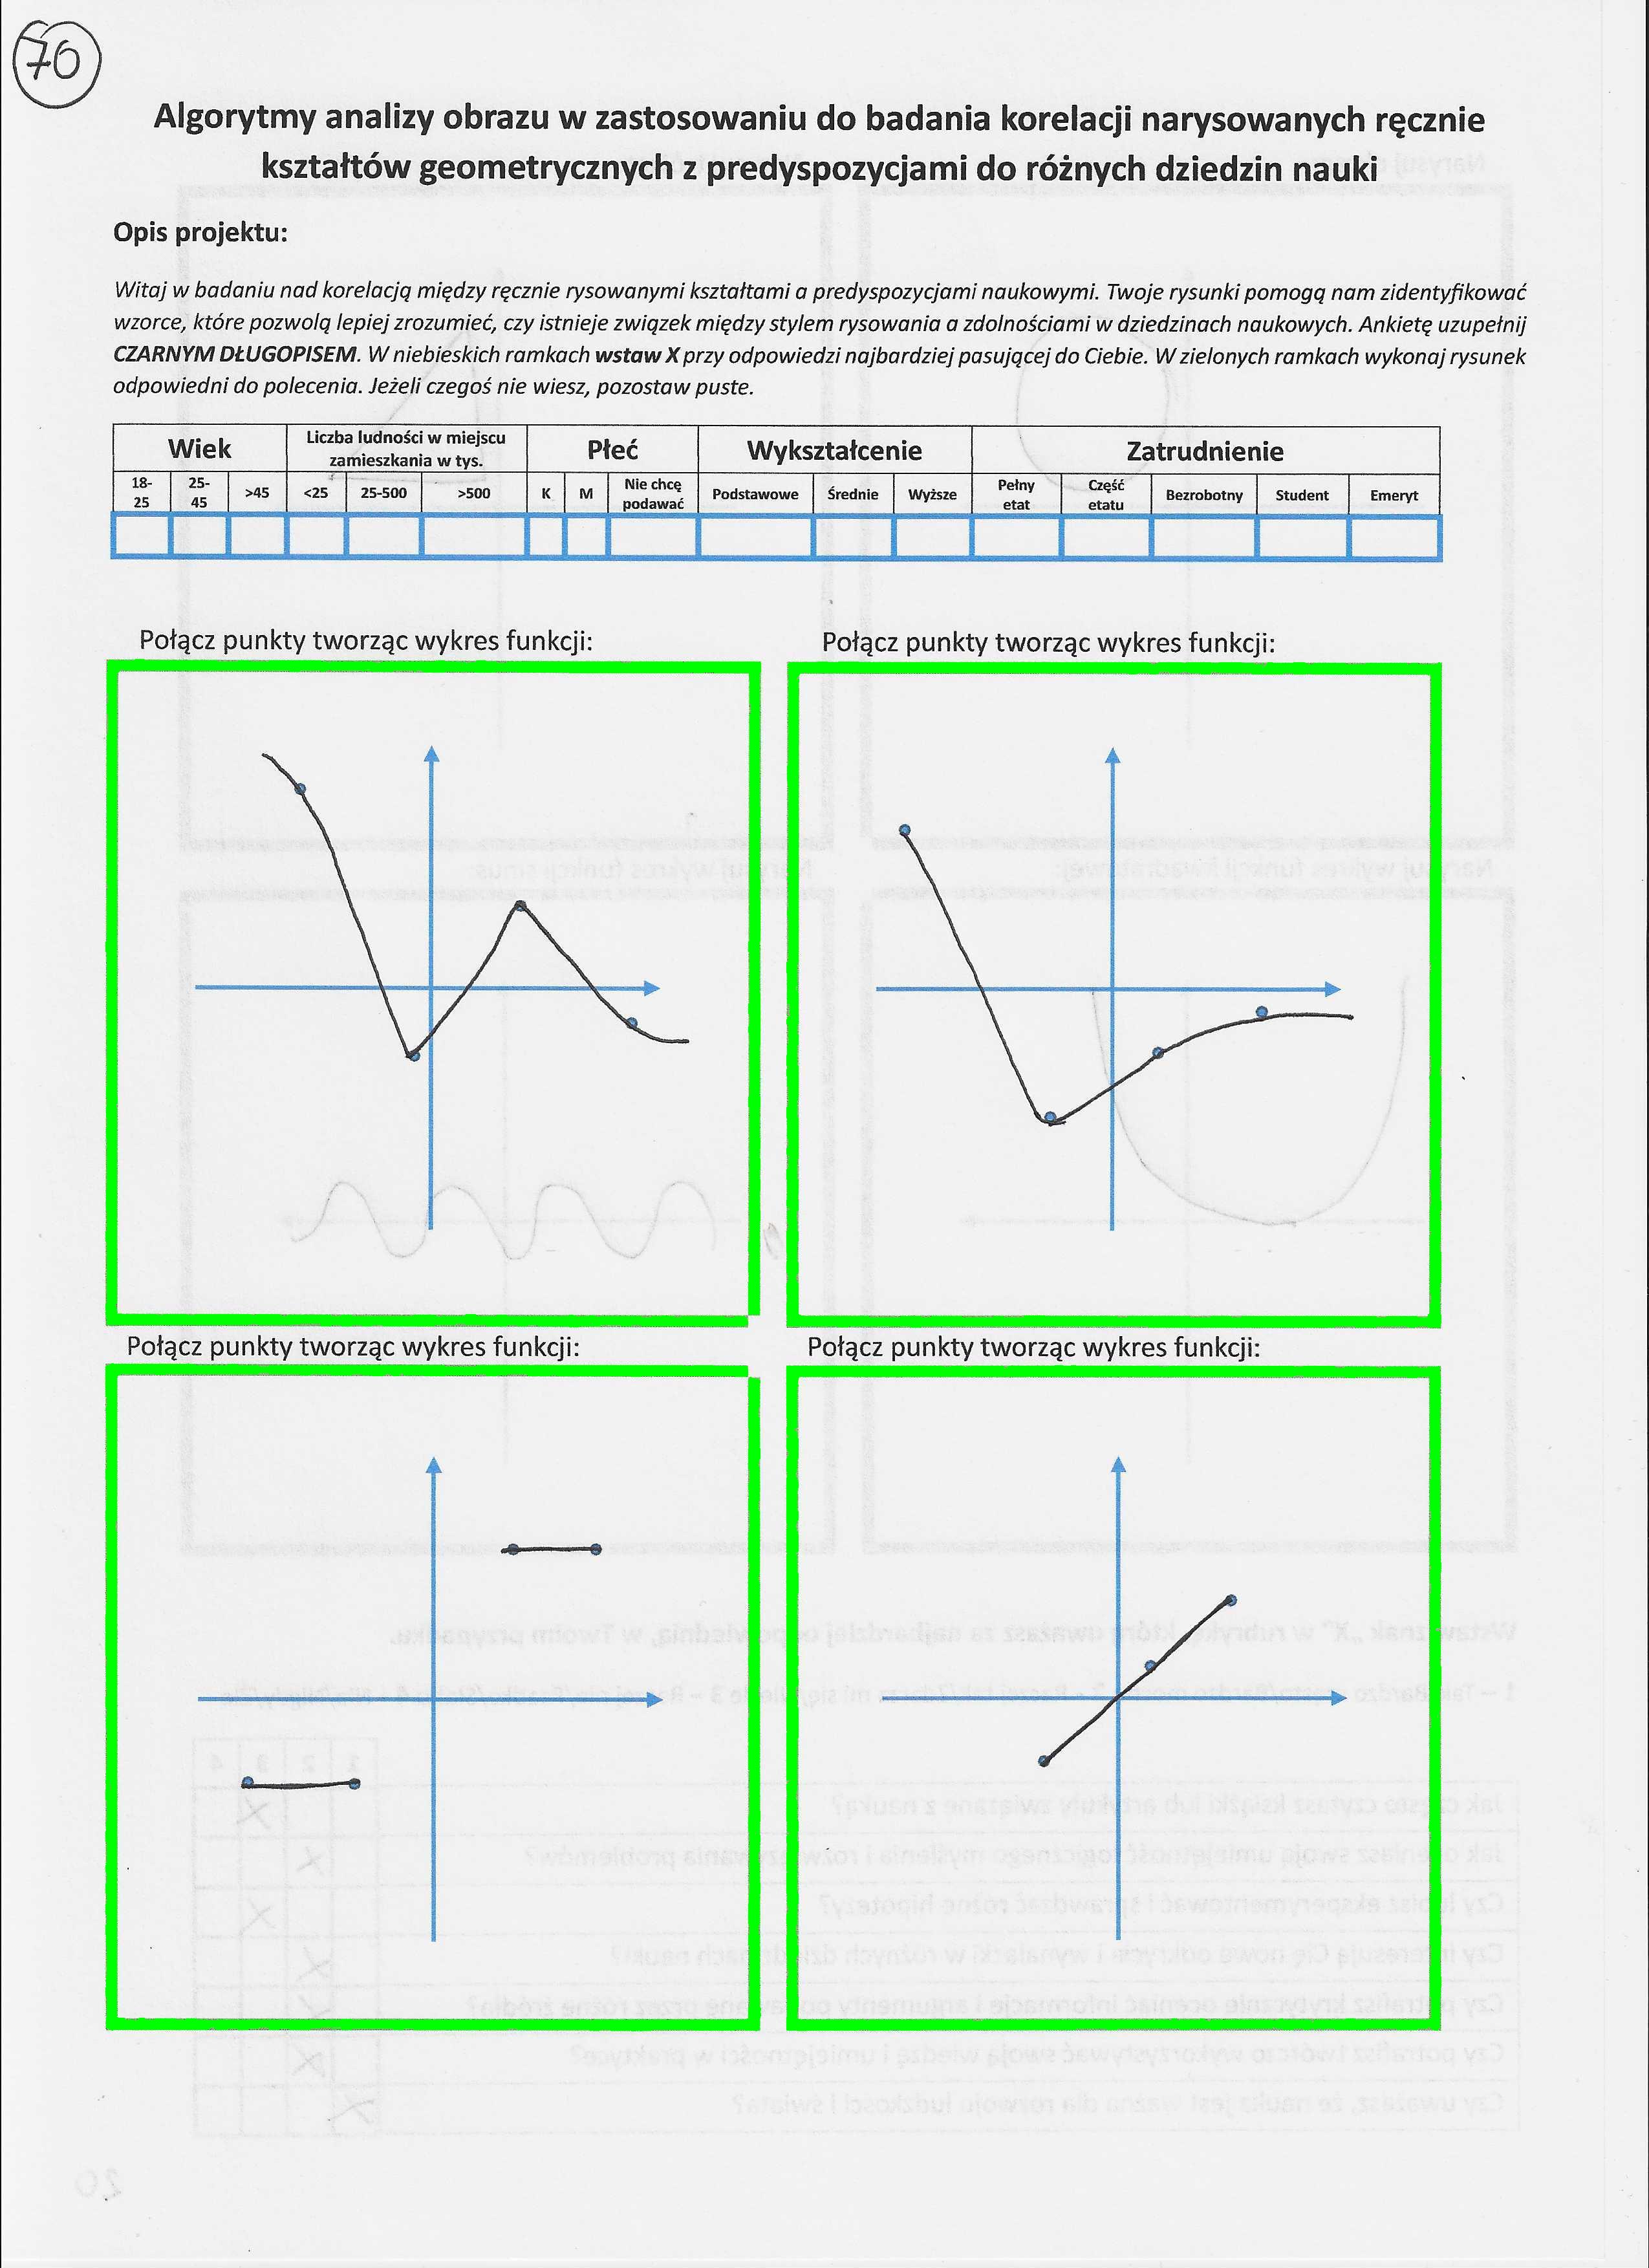 70
Algorytmy analizy obrazu w zastosowaniu do badania korelacji narysowanych ręcznie
kształtów geometrycznych z predyspozycjami do różnych dziedzin nauki
Opis projektu:
Witaj w badaniu nad korelacją między ręcznie rysowanymi kształtami a predyspozycjami naukowymi. Twoje rysunki pomogą nam zidentyfikować
wzorce, które pozwolą lepiej zrozumieć, czy istnieje związek między stylem rysowania a zdolnościami w dziedzinach naukowych. Ankietę uzupełnij
CZARNYM DŁUGOPISEM. W niebieskich ramkach wstaw X przy odpowiedzi najbardziej pasującej do Ciebie. W zielonych ramkach wykonaj rysunek
odpowiedni do polecenia. Jeżeli czegoś nie wiesz, pozostaw puste.
Wiek Liczba ludności w miejscu zamieszkania w tys. Płeć Wykształcenie Zatrudnienie
18-25 25-45 >45 <25 25-500 >500 K M Nie chcę podawać Podstawowe Średnie Wyższe Pełny etat Część etatu Bezrobotny Student Emeryt
Połącz punkty tworząc wykres funkcji: Połącz punkty tworząc wykres funkcji:
Połącz punkty tworząc wykres funkcji: Połącz punkty tworząc wykres funkcji: